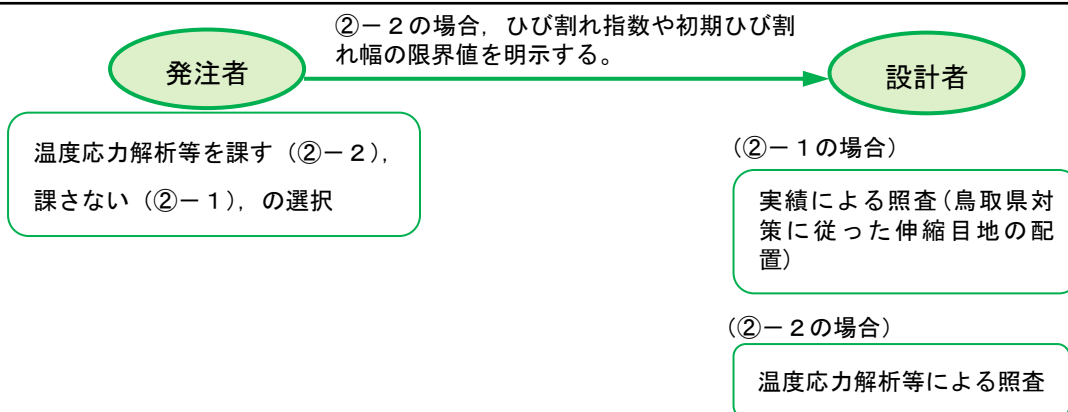 ②－２の場合，ひび割れ指数や初期ひび割
れ幅の限界値を明示する。
発注者
設計者
温度応力解析等を課す（②－２），
課さない（②－１），の選択
（②－１の場合）
実績による照査（鳥取県対
策に従った伸縮目地の配
置）
（②－２の場合）
温度応力解析等による照査